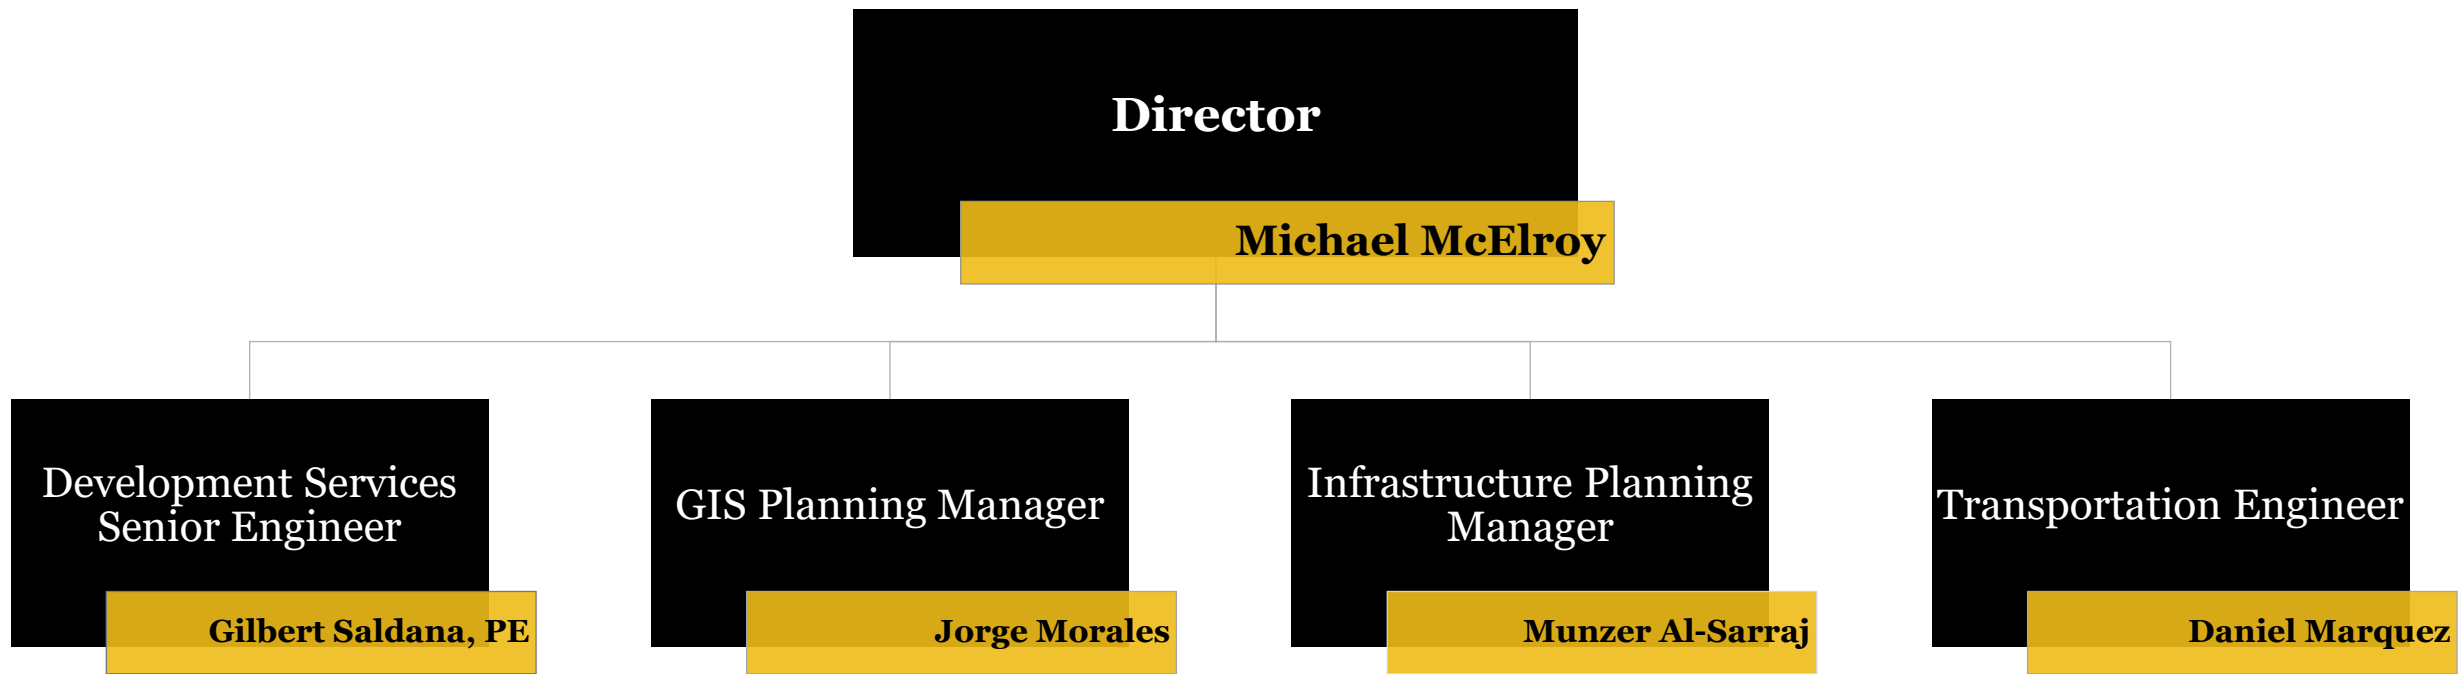 Director
Michael McElroy
Development Services
Senior Engineer
Gilbert Saldana, PE
GIS Planning Manager
Jorge Morales
Infrastructure Planning
Manager
Munzer Al-Sarraj
Transportation Engineer
Daniel Marquez